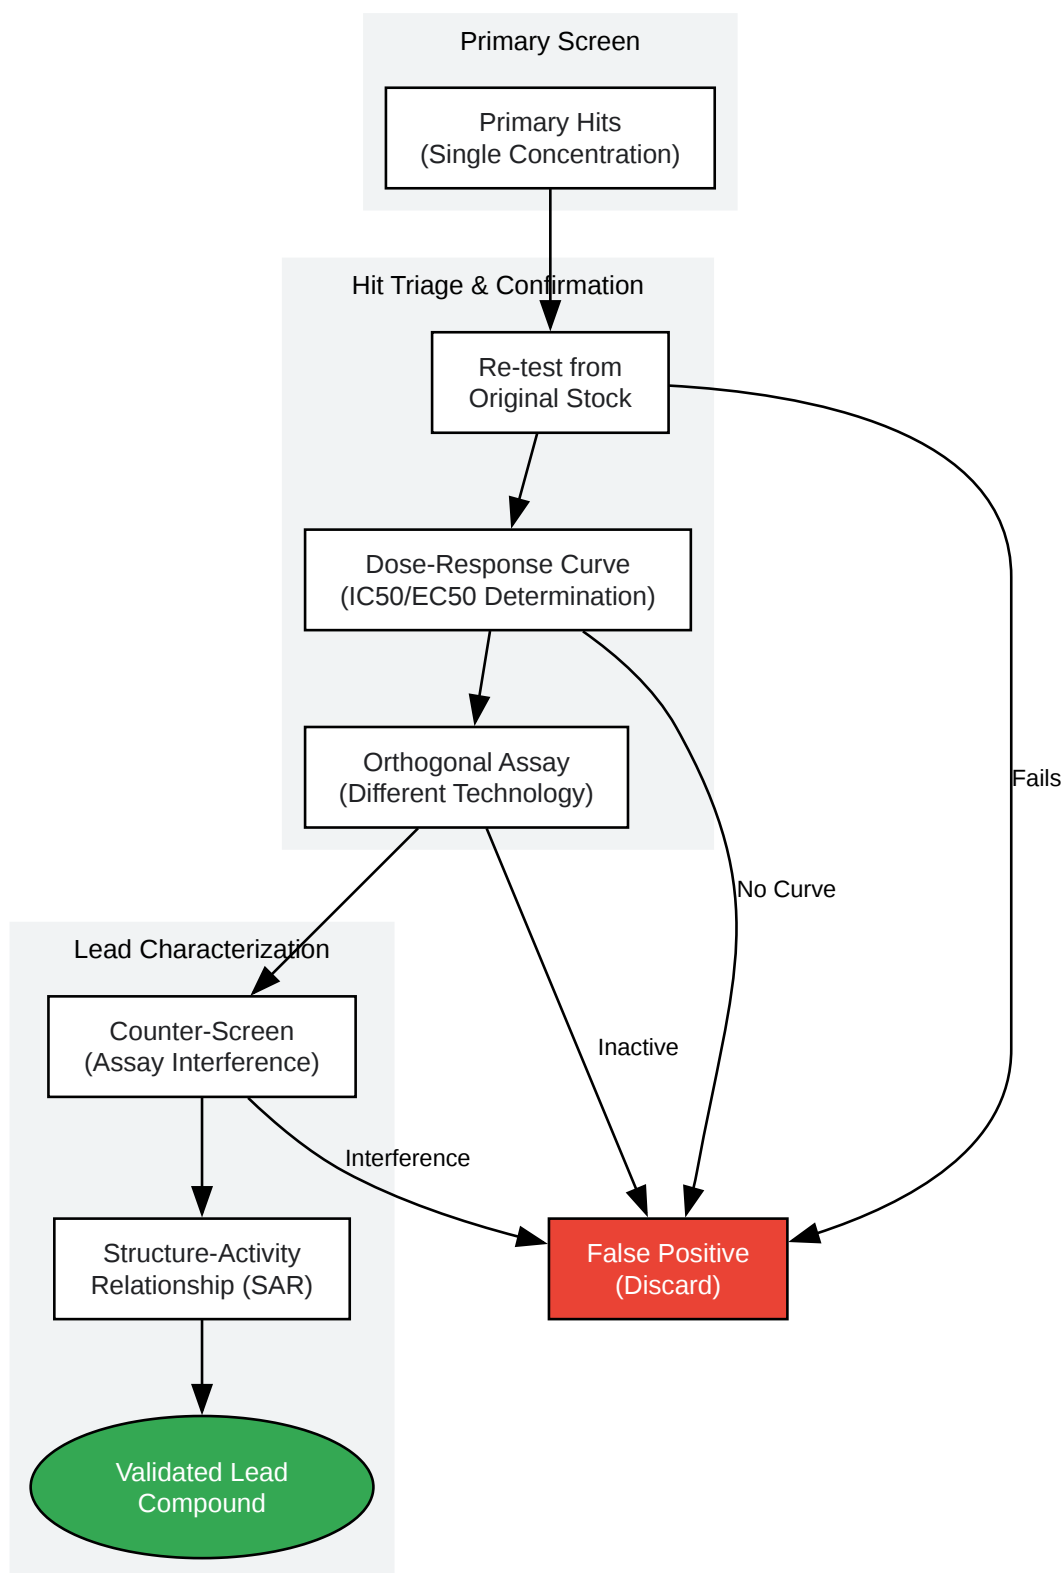 Primary Screen
Primary Hits
(Single Concentration)
Hit Triage & Confirmation
Re-test from
Original Stock
Dose-Response Curve
(IC50/EC50 Determination)
Orthogonal Assay
(Different Technology)
Fails
No Curve
Lead Characterization
Counter-Screen
(Assay Interference)
Inactive
Interference
Structure-Activity
Relationship (SAR)
False Positive
(Discard)
Validated Lead
Compound